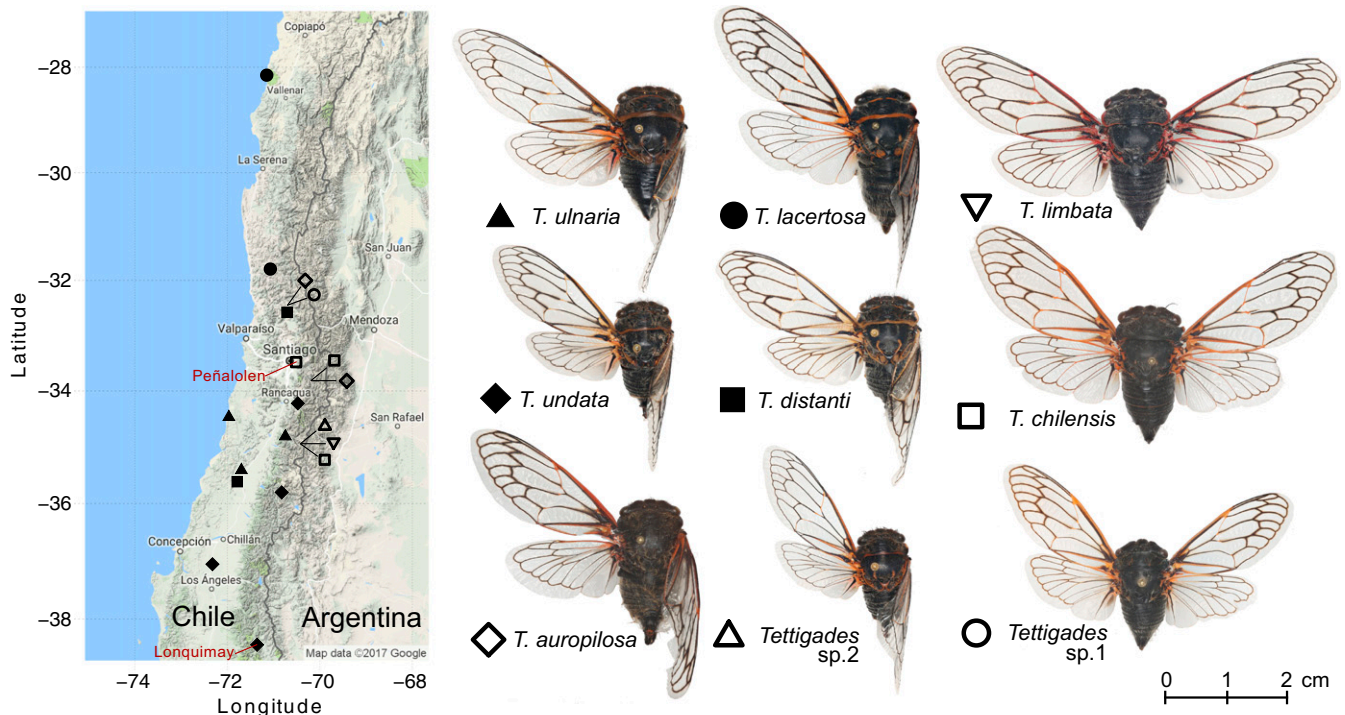 Latitude
−28
−30
−32
−34
−36
−38
Copiapó
Vallenar
La Serena
San Juan
Valparaíso
Mendoza
Santiago
Peñalolen
Rancagua
San Rafael
Concepción
Chillán
Los Ángeles
Chile
Argentina
Lonquimay
Map data ©2017 Google
−74
−72
−70
−68
Longitude
T. ulnaria
T. lacertosa
T. limbata
T. undata
T. distanti
T. chilensis
T. auropilosa
Tettigades
sp.2
Tettigades
sp.1
0 1 2 cm